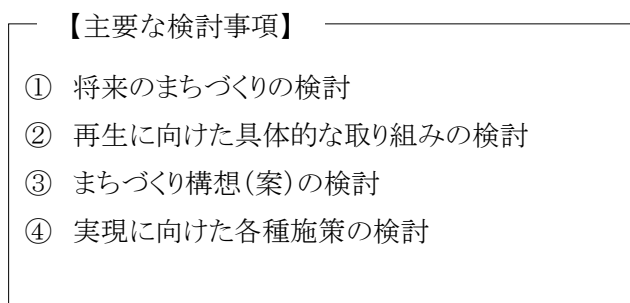 【主要な検討事項】
① 将来のまちづくりの検討
② 再生に向けた具体的な取り組みの検討
③ まちづくり構想(案)の検討
④ 実現に向けた各種施策の検討